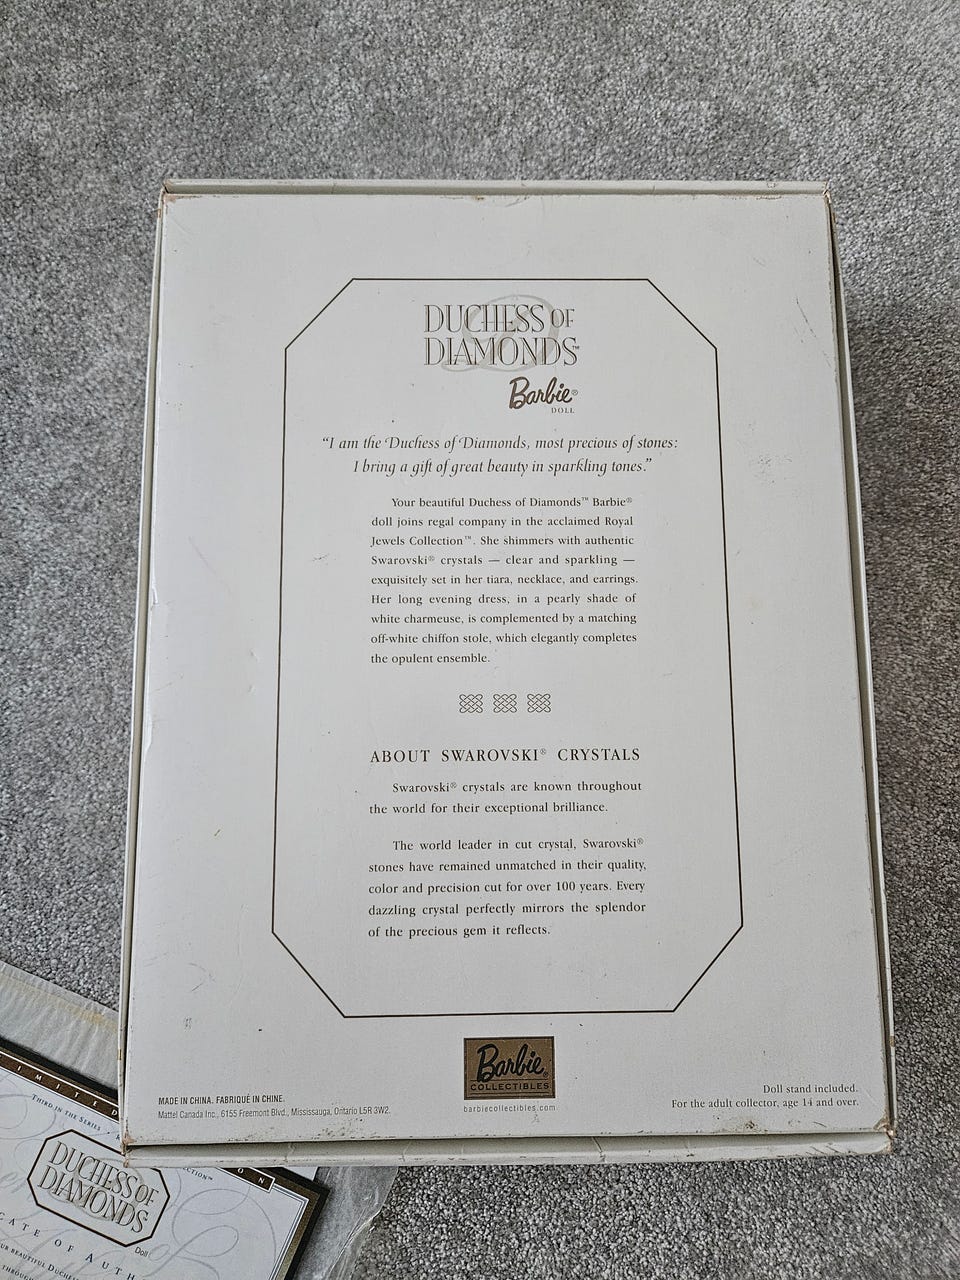 DUCHESS OF
DIAMONDS™
Barbie®
DOLL
“I am the Duchess of Diamonds, most precious of stones:
I bring a gift of great beauty in sparkling tones.”
Your beautiful Duchess of Diamonds™ Barbie®
doll joins regal company in the acclaimed Royal
Jewels Collection™. She shimmers with authentic
Swarovski® crystals — clear and sparkling —
exquisitely set in her tiara, necklace, and earrings.
Her long evening dress, in a pearly shade of
white charmeuse, is complemented by a matching
off-white chiffon stole, which elegantly completes
the opulent ensemble.
ABOUT SWAROVSKI® CRYSTALS
Swarovski® crystals are known throughout
the world for their exceptional brilliance.
The world leader in cut crystal, Swarovski®
stones have remained unmatched in their quality,
color and precision cut for over 100 years. Every
dazzling crystal perfectly mirrors the splendor
of the precious gem it reflects.
Barbie®
COLLECTIBLES
barbiecollectibles.com
MADE IN CHINA. FABRIQUÉ IN CHINE.
Mattel Canada Inc., 6155 Freemont Blvd., Mississauga, Ontario L5R 3W2.
Doll stand included.
For the adult collector, age 14 and over.
LIMITED
THIRD IN THE SERIES
DUCHESS OF
DIAMONDS™
Doll
OF AUTH
BEAUTIFUL